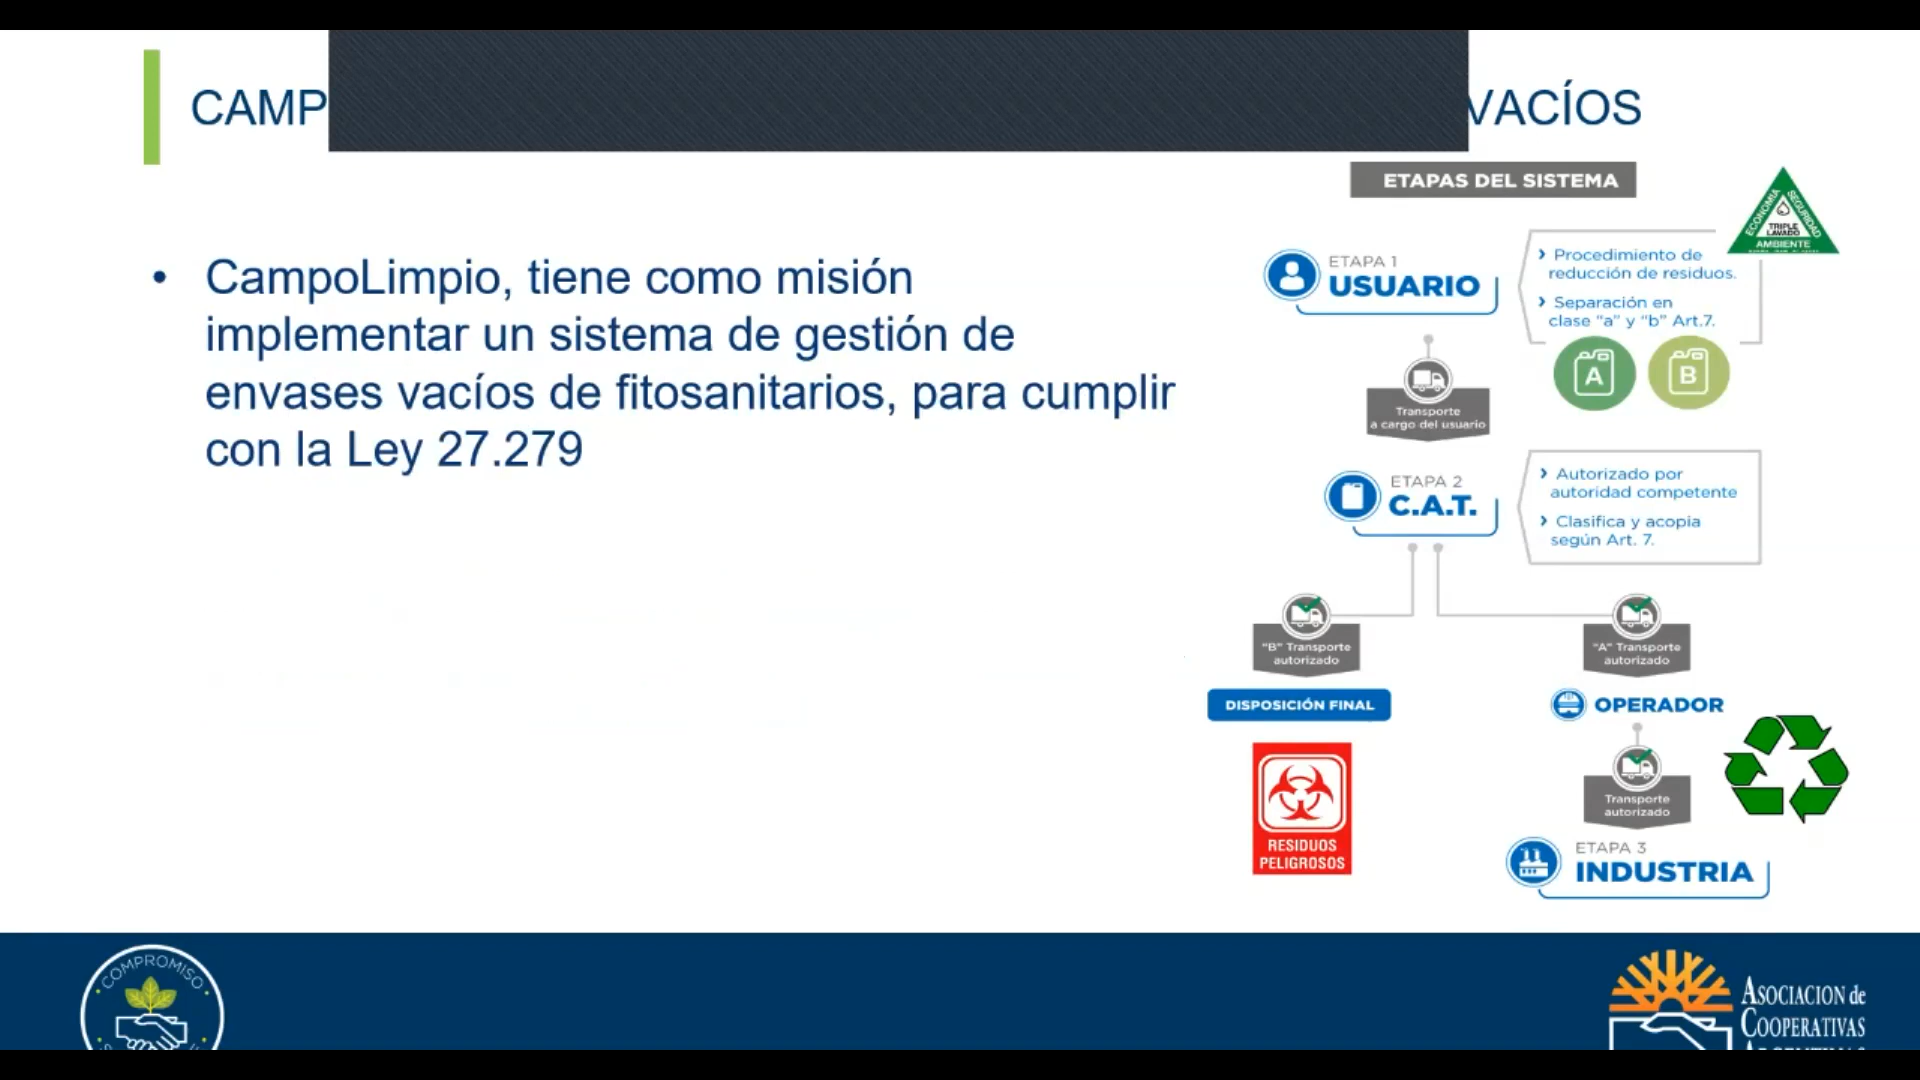 CAMP
VACÍOS
• CampoLimpio, tiene como misión
implementar un sistema de gestión de
envases vacíos de fitosanitarios, para cumplir
con la Ley 27.279
ETAPAS DEL SISTEMA
ECONOMIA
SEGURIDAD
TRIPLE
LAVADO
AMBIENTE
ETAPA 1
USUARIO
› Procedimiento de
reducción de residuos.
› Separación en
clase “a” y “b” Art.7.
A
B
Transporte
a cargo del usuario
ETAPA 2
C.A.T.
› Autorizado por
autoridad competente
› Clasifica y acopia
según Art. 7.
“B” Transporte
autorizado
“A” Transporte
autorizado
DISPOSICIÓN FINAL
OPERADOR
RESIDUOS
PELIGROSOS
Transporte
autorizado
ETAPA 3
INDUSTRIA
COMPROMISO
ASOCIACION de
COOPERATIVAS